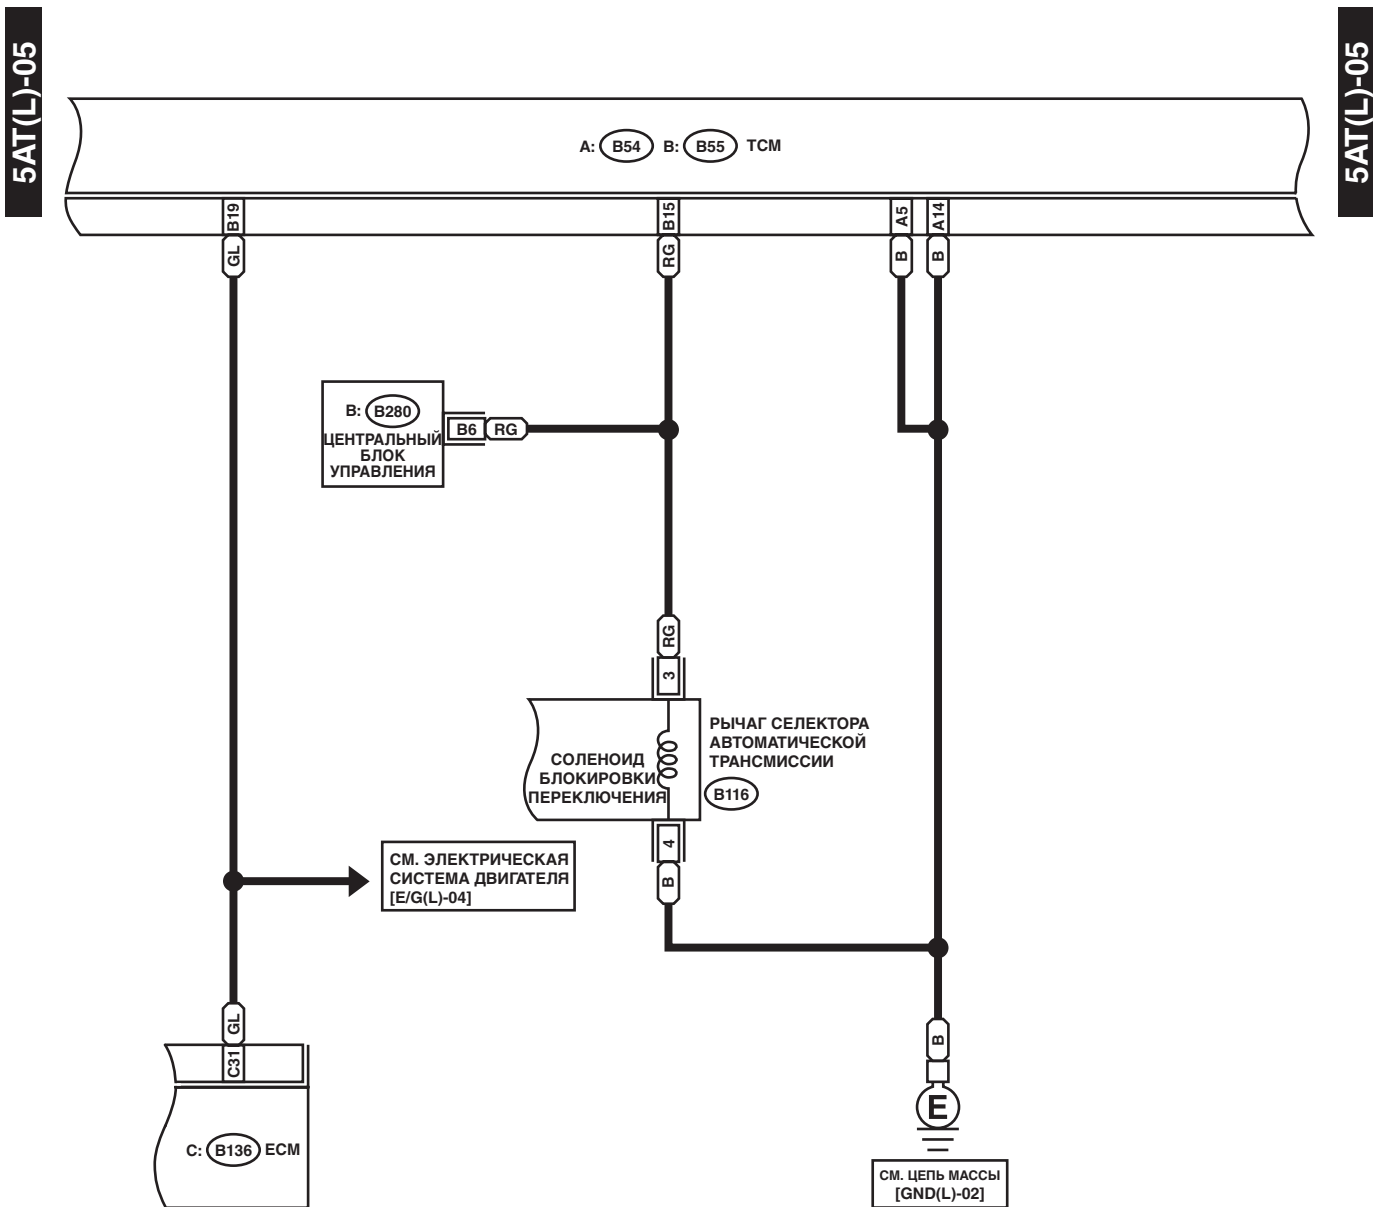 5AT(L)-05
5AT(L)-05
A: B54 B: B55 TCM
B19
B15
A5
A14
GL
RG
B
B
B: B280
ЦЕНТРАЛЬНЫЙ
БЛОК
УПРАВЛЕНИЯ
B6 RG
RG
3
СОЛЕНОИД
БЛОКИРОВКИ
ПЕРЕКЛЮЧЕНИЯ
РЫЧАГ СЕЛЕКТОРА
АВТОМАТИЧЕСКОЙ
ТРАНСМИССИИ
B116
4
B
СМ. ЭЛЕКТРИЧЕСКАЯ
СИСТЕМА ДВИГАТЕЛЯ
[E/G(L)-04]
GL
C31
C: B136 ECM
B
E
СМ. ЦЕПЬ МАССЫ
[GND(L)-02]